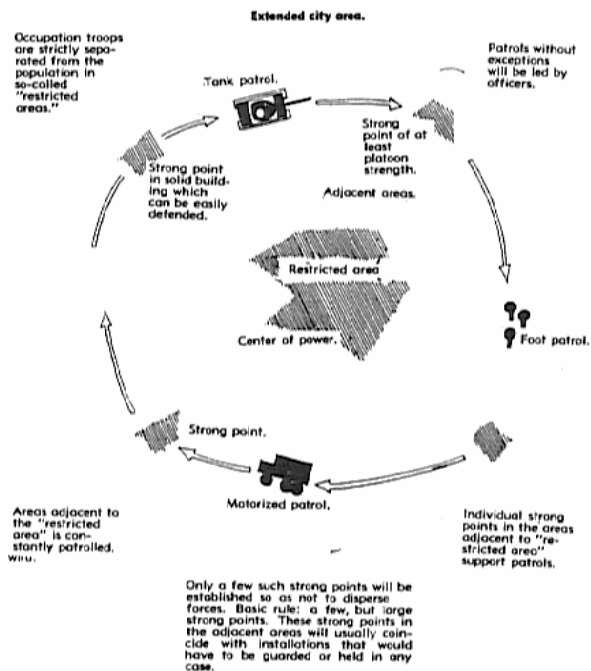 Extended city area.
Occupation troops
are strictly sepa-
rated from the
population in
so-called
"restricted
areas."
Patrols without
exceptions
will be led by
officers.
Tank patrol.
Strong
point of at
least
platoon
strength.
Strong point
in solid build-
ing which
can be easily
defended.
Adjacent areas.
Restricted area
Center of power.
Foot patrol.
Strong point.
Motorized patrol.
Areas adjacent to
the "restricted
area" is con-
stantly patrolled.
Individual strong
points in the areas
adjacent to "re-
stricted area"
support patrols.
Only a few such strong points will be
established so as not to disperse
forces. Basic rule: a few, but large
strong points. These strong points in
the adjacent areas will usually coin-
cide with installations that would
have to be guarded or held in any
case.